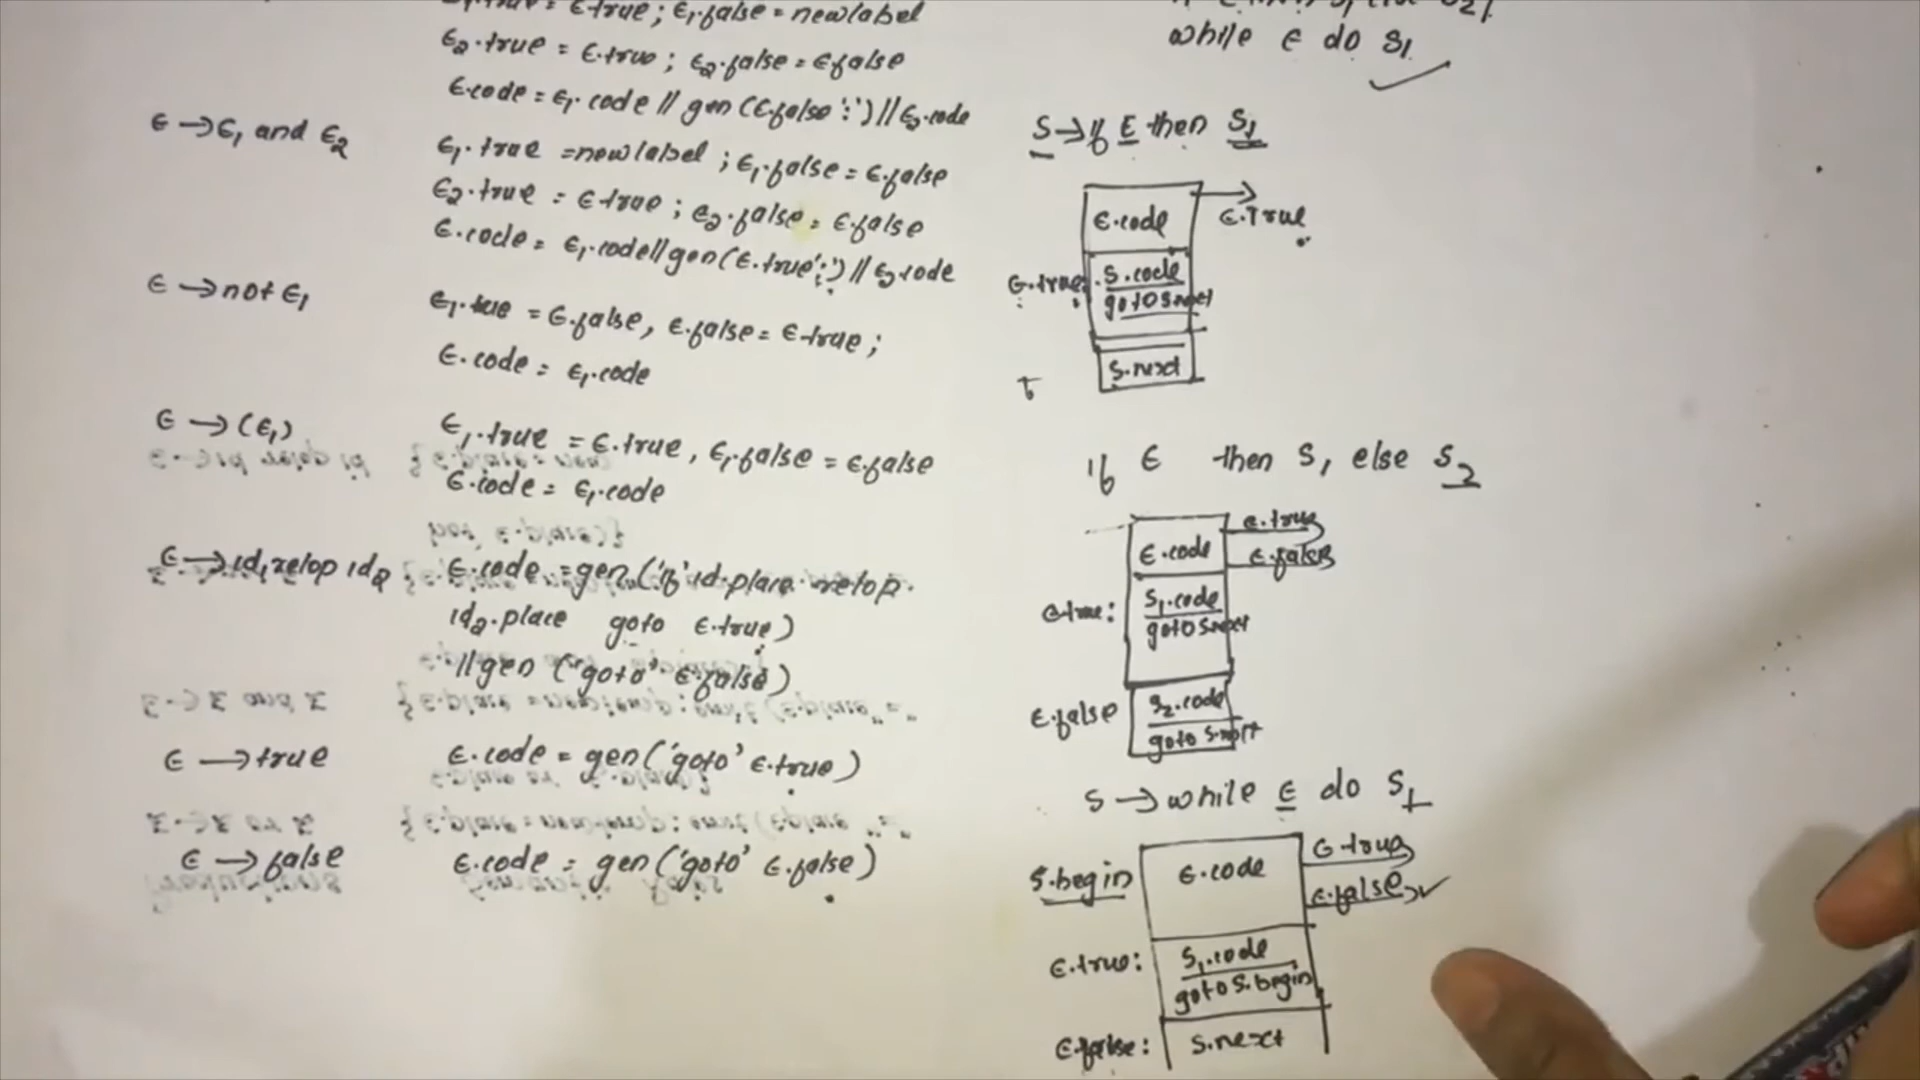 E1.true = E.true ; E1.false = newlabel
E2.true = E.true ; E2.false = E.false
E.code = E1.code // gen (E.false ':') // E2.code
E → E1 and E2
E1.true = newlabel ; E1.false = E.false
E2.true = E.true ; E2.false = E.false
E.code = E1.code // gen (E.true ':') // E2.code
E → not E1
E1.true = E.false, E.false = E.true ;
E.code = E1.code
E → (E1)
E1.true = E.true, E1.false = E.false
E.code = E1.code
E → id1 relop id2
E.code = gen ('if' id.place relop.
id2.place goto E.true)
// gen ('goto' E.false)
E → true
E.code = gen ('goto' E.true)
E → false
E.code = gen ('goto' E.false)
while E do S1
S → if E then S1
E.code
E.True
E.true:
S.code
goto S.next
S.next
if E then S1 else S2
E.code
E.true
E.false
E.true:
S1.code
goto S.next
E.false
S2.code
goto S.next
S → while E do S1
S.begin
E.code
E.true
E.false
E.true:
S1.code
goto S.begin
E.false:
S.next